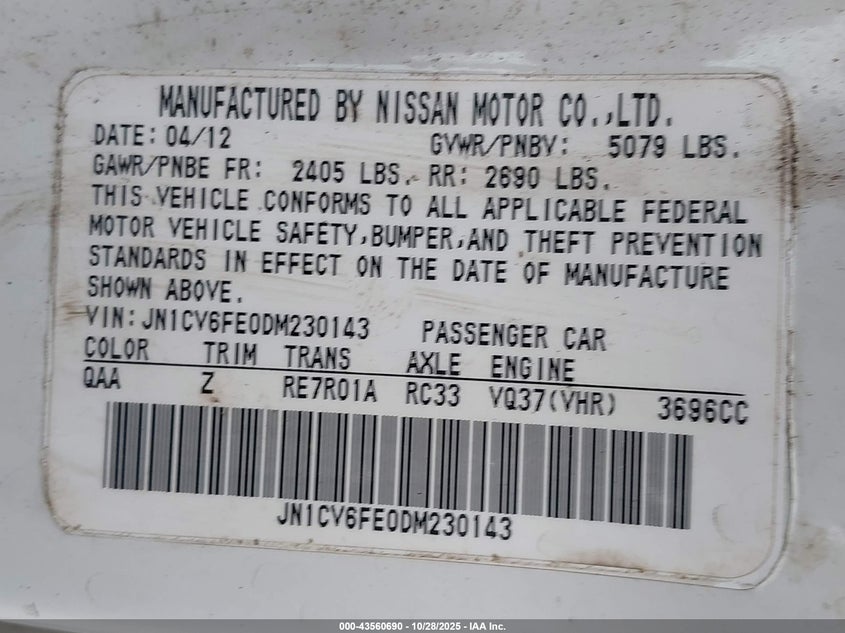 MANUFACTURED BY NISSAN MOTOR CO.,LTD.
DATE: 04/12 GVWR/PNBV: 5079 LBS.
GAWR/PNBE FR: 2405 LBS. RR: 2690 LBS.
THIS VEHICLE CONFORMS TO ALL APPLICABLE FEDERAL
MOTOR VEHICLE SAFETY,BUMPER,AND THEFT PREVENTION
STANDARDS IN EFFECT ON THE DATE OF MANUFACTURE
SHOWN ABOVE.
VIN: JN1CV6FE0DM230143 PASSENGER CAR
COLOR TRIM TRANS AXLE ENGINE
QAA Z RE7R01A RC33 VQ37(VHR) 3696CC
JN1CV6FE0DM230143
000-43560690 - 10/28/2025 - IAA Inc.